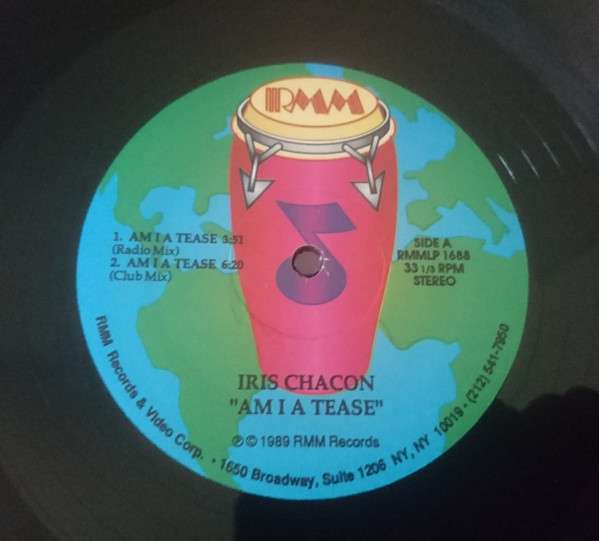 RMM
1. AM I A TEASE 3:51
(Radio Mix)
2. AM I A TEASE 6:20
(Club Mix)
SIDE A
RMMLP 1688
33 1/3 RPM
STEREO
IRIS CHACON
"AM I A TEASE"
℗ © 1989 RMM Records
RMM Records & Video Corp. • 1650 Broadway, Suite 1206 NY, NY 10019 • (212) 541-7950